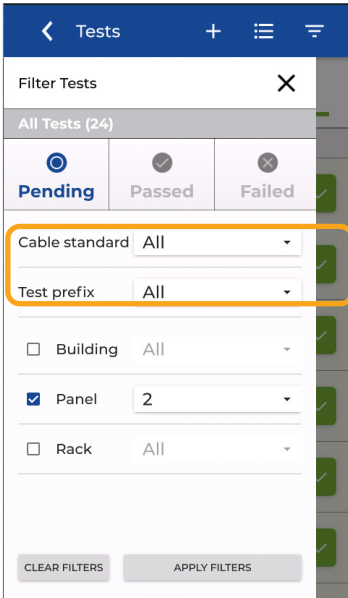 Tests
Filter Tests
All Tests (24)
Pending Passed Failed
Cable standard All
Test prefix All
Building All
Panel 2
Rack All
CLEAR FILTERS APPLY FILTERS